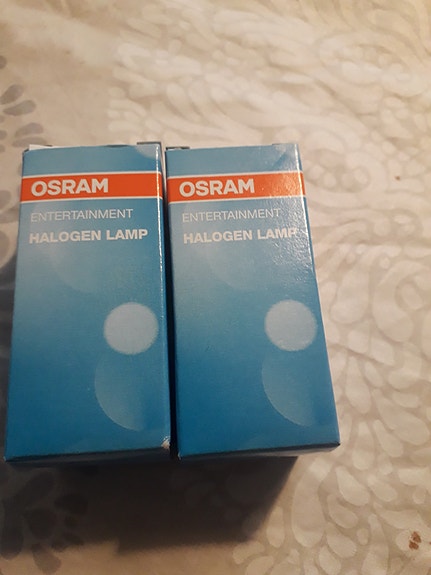 OSRAM
ENTERTAINMENT
HALOGEN LAMP
OSRAM
ENTERTAINMENT
HALOGEN LAMP